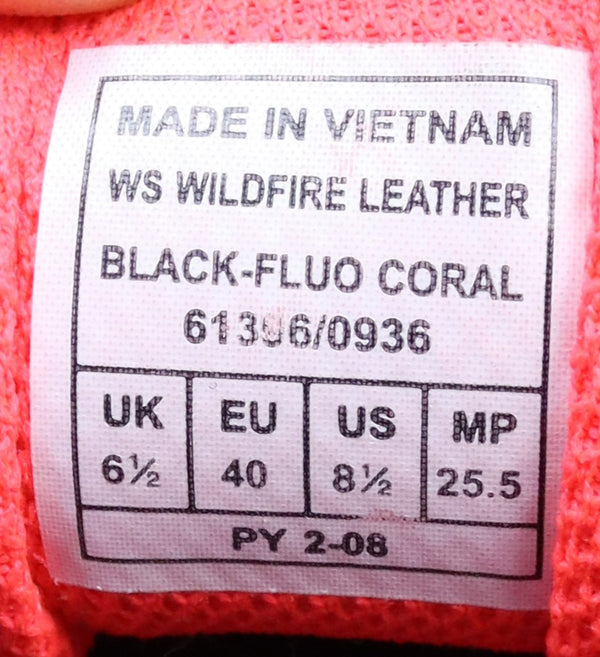 MADE IN VIETNAM
WS WILDFIRE LEATHER
BLACK-FLUO CORAL
61396/0936
UK EU US MP
6½ 40 8½ 25.5
PY 2-08